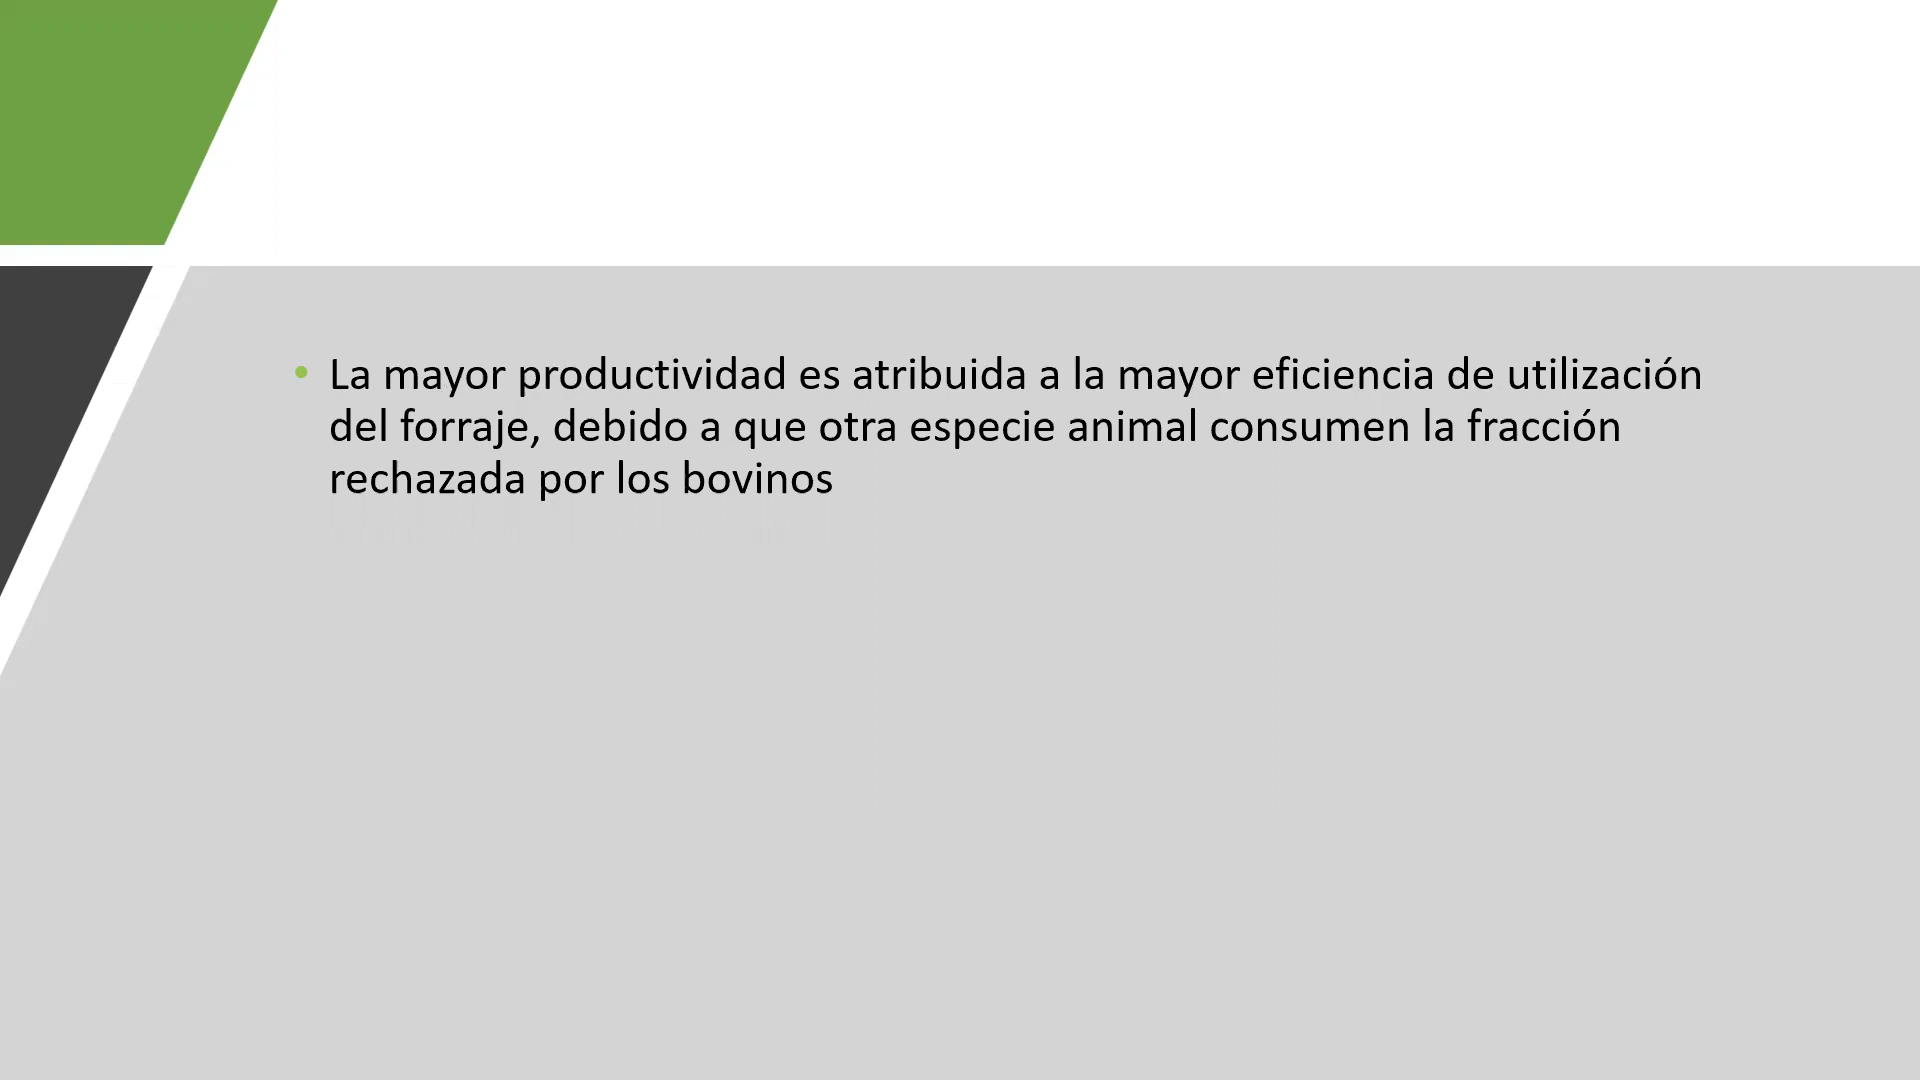 • La mayor productividad es atribuida a la mayor eficiencia de utilización
del forraje, debido a que otra especie animal consumen la fracción
rechazada por los bovinos